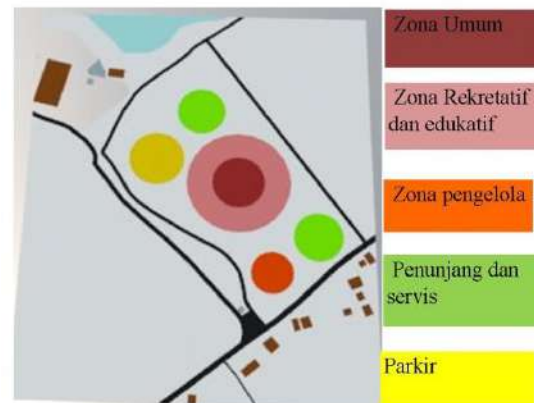 Zona Umum
Zona Rekretatif
dan edukatif
Zona pengelola
Penunjang dan
servis
Parkir